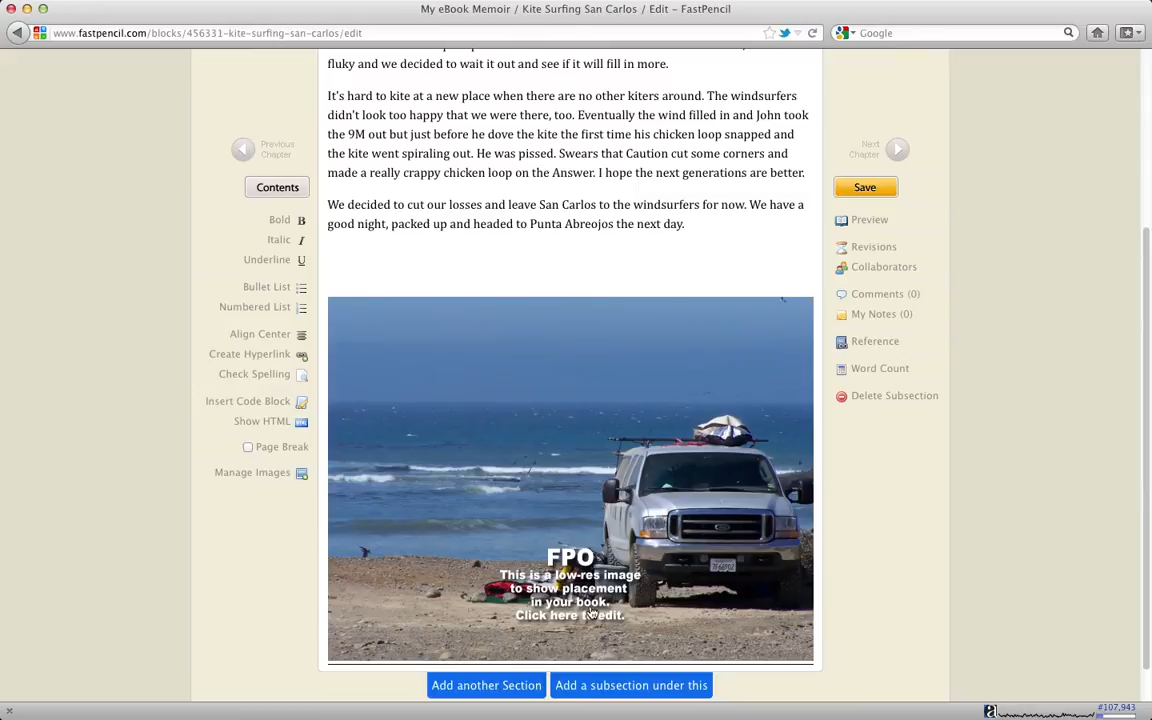 My eBook Memoir / Kite Surfing San Carlos / Edit – FastPencil
www.fastpencil.com/blocks/456331-kite-surfing-san-carlos/edit
Google
fluky and we decided to wait it out and see if it will fill in more.
It's hard to kite at a new place when there are no other kiters around. The windsurfers
didn't look too happy that we were there, too. Eventually the wind filled in and John took
the 9M out but just before he dove the kite the first time his chicken loop snapped and
the kite went spiraling out. He was pissed. Swears that Caution cut some corners and
made a really crappy chicken loop on the Answer. I hope the next generations are better.
We decided to cut our losses and leave San Carlos to the windsurfers for now. We have a
good night, packed up and headed to Punta Abreojos the next day.
Previous
Chapter
Contents
Bold B
Italic I
Underline U
Bullet List
Numbered List
Align Center
Create Hyperlink
Check Spelling
Insert Code Block
Show HTML
Page Break
Manage Images
Next
Chapter
Save
Preview
Revisions
Collaborators
Comments (0)
My Notes (0)
Reference
Word Count
Delete Subsection
FPO
This is a low-res image
to show placement
in your book.
Click here to edit.
Add another Section
Add a subsection under this
#107,943